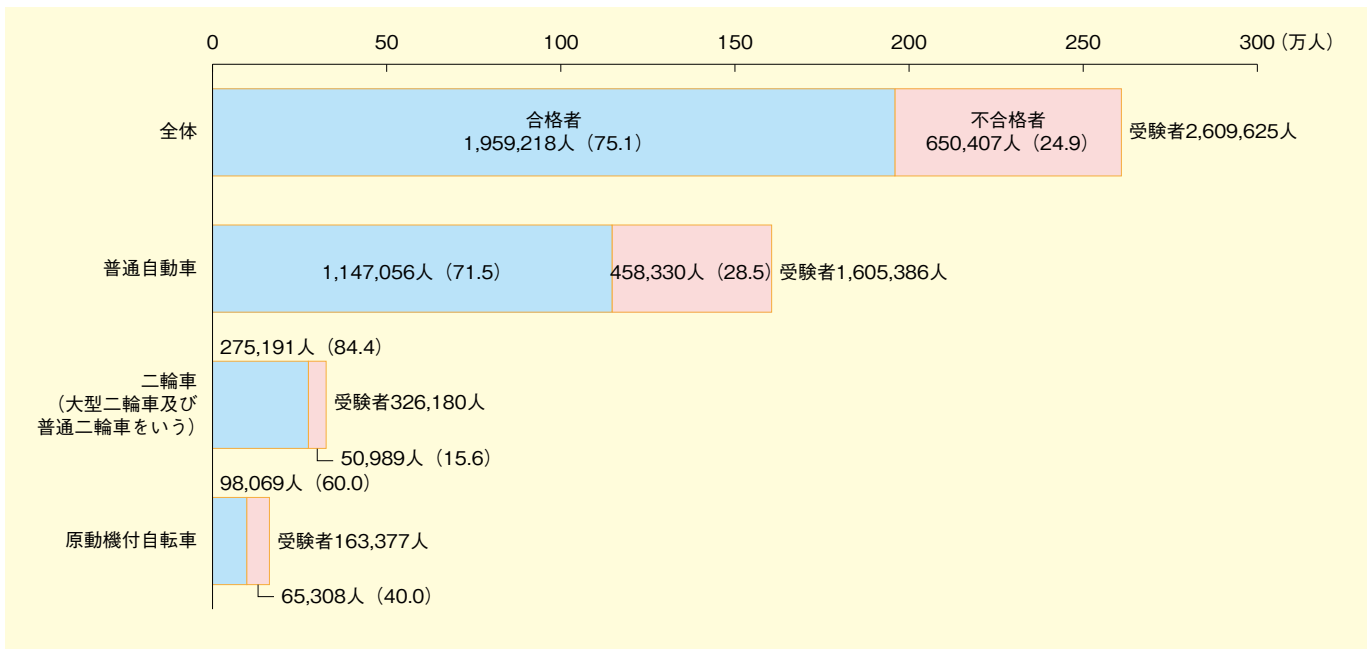 0 50 100 150 200 250 300（万人）
全体
合格者
1,959,218人（75.1）
不合格者
650,407人（24.9）
受験者2,609,625人
普通自動車
1,147,056人（71.5）
458,330人（28.5）
受験者1,605,386人
275,191人（84.4）
二輪車
（大型二輪車及び
普通二輪車をいう）
受験者326,180人
50,989人（15.6）
98,069人（60.0）
原動機付自転車
受験者163,377人
65,308人（40.0）